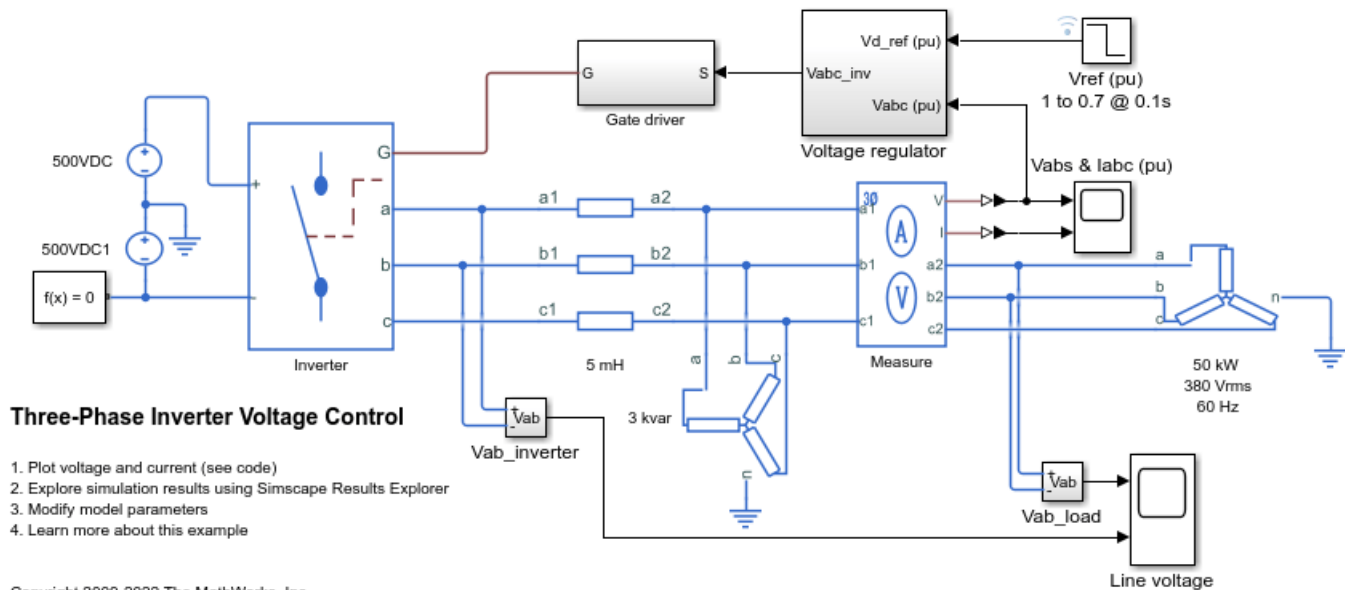 Vd_ref (pu)
Vabc_inv
Vabc (pu)
Voltage regulator
Vref (pu)
1 to 0.7 @ 0.1s
G
S
Gate driver
500VDC
500VDC1
f(x) = 0
+
-
G
a
b
c
Inverter
a1
a2
b1
b2
c1
c2
5 mH
3Ø
a1
b1
c1
A
V
V
I
a2
b2
c2
Measure
Vabs & Iabc (pu)
a
b
c
n
50 kW
380 Vrms
60 Hz
a
b
c
n
3 kvar
+
-
Vab
Vab_inverter
+
-
Vab
Vab_load
Line voltage
Three-Phase Inverter Voltage Control
1. Plot voltage and current (see code)
2. Explore simulation results using Simscape Results Explorer
3. Modify model parameters
4. Learn more about this example